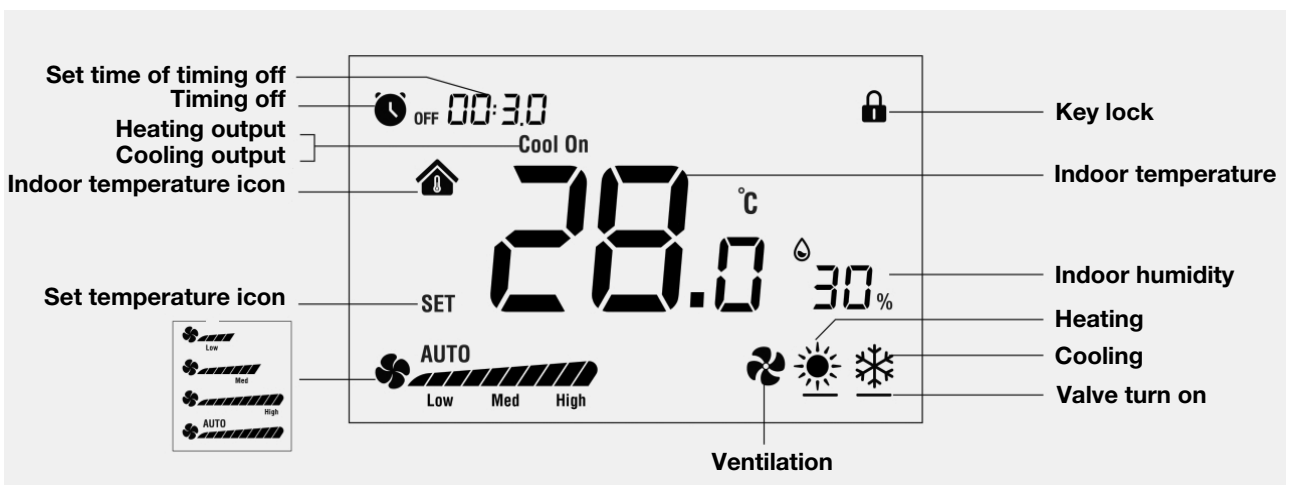 Set time of timing off
Timing off
Heating output
Cooling output
Indoor temperature icon
Set temperature icon
Low
Med
High
AUTO
OFF 00:3.0
Cool On
28.0
°C
30%
SET
AUTO
Low Med High
Key lock
Indoor temperature
Indoor humidity
Heating
Cooling
Valve turn on
Ventilation